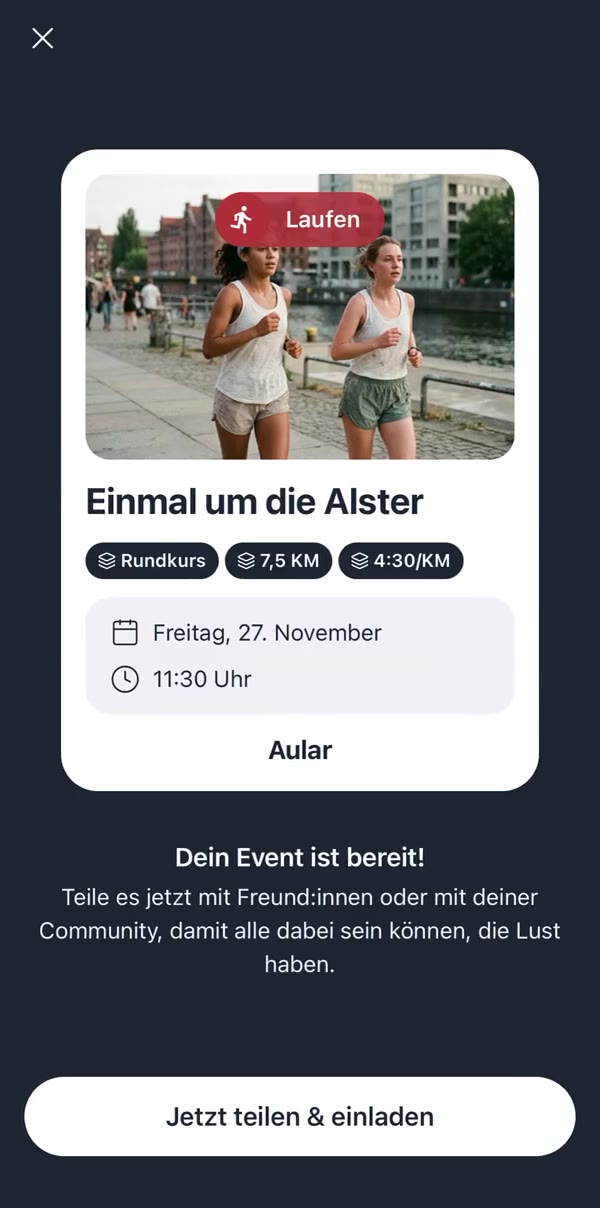 Laufen
Einmal um die Alster
Rundkurs 7,5 KM 4:30/KM
Freitag, 27. November
11:30 Uhr
Aular
Dein Event ist bereit!
Teile es jetzt mit Freund:innen oder mit deiner
Community, damit alle dabei sein können, die Lust
haben.
Jetzt teilen & einladen